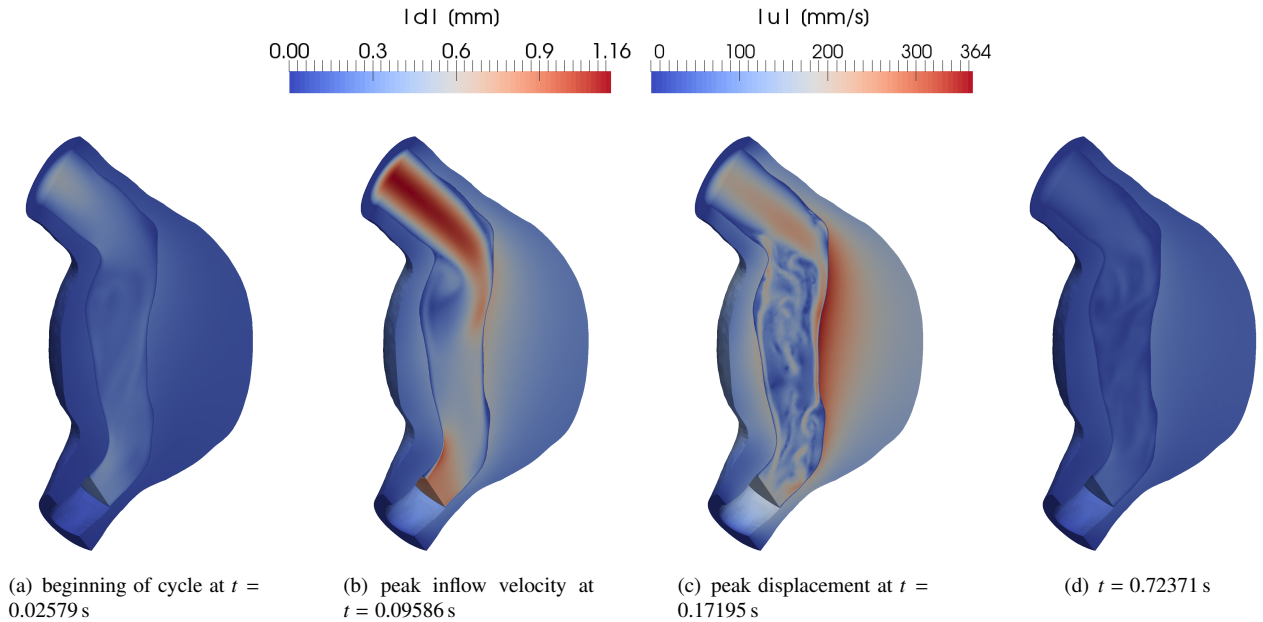 |d| (mm)
|u| (mm/s)
0.00 0.3 0.6 0.9 1.16
0 100 200 300 364
(a) beginning of cycle at t =
0.02579 s
(b) peak inflow velocity at
t = 0.09586 s
(c) peak displacement at t =
0.17195 s
(d) t = 0.72371 s